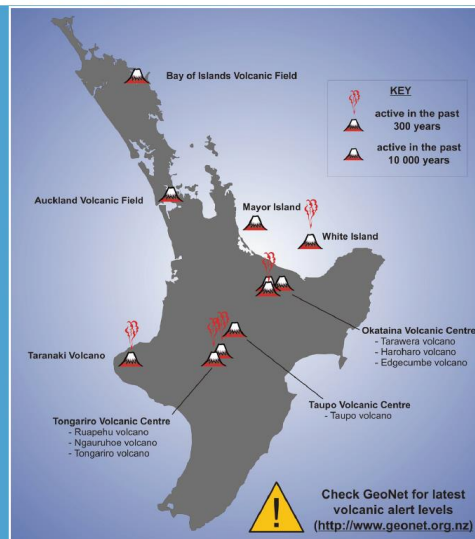 Bay of Islands Volcanic Field
KEY
active in the past
300 years
active in the past
10 000 years
Auckland Volcanic Field
Mayor Island
White Island
Okataina Volcanic Centre
- Tarawera volcano
- Haroharo volcano
- Edgecumbe volcano
Taranaki Volcano
Taupo Volcanic Centre
- Taupo volcano
Tongariro Volcanic Centre
- Ruapehu volcano
- Ngauruhoe volcano
- Tongariro volcano
Check GeoNet for latest
volcanic alert levels
(http://www.geonet.org.nz)